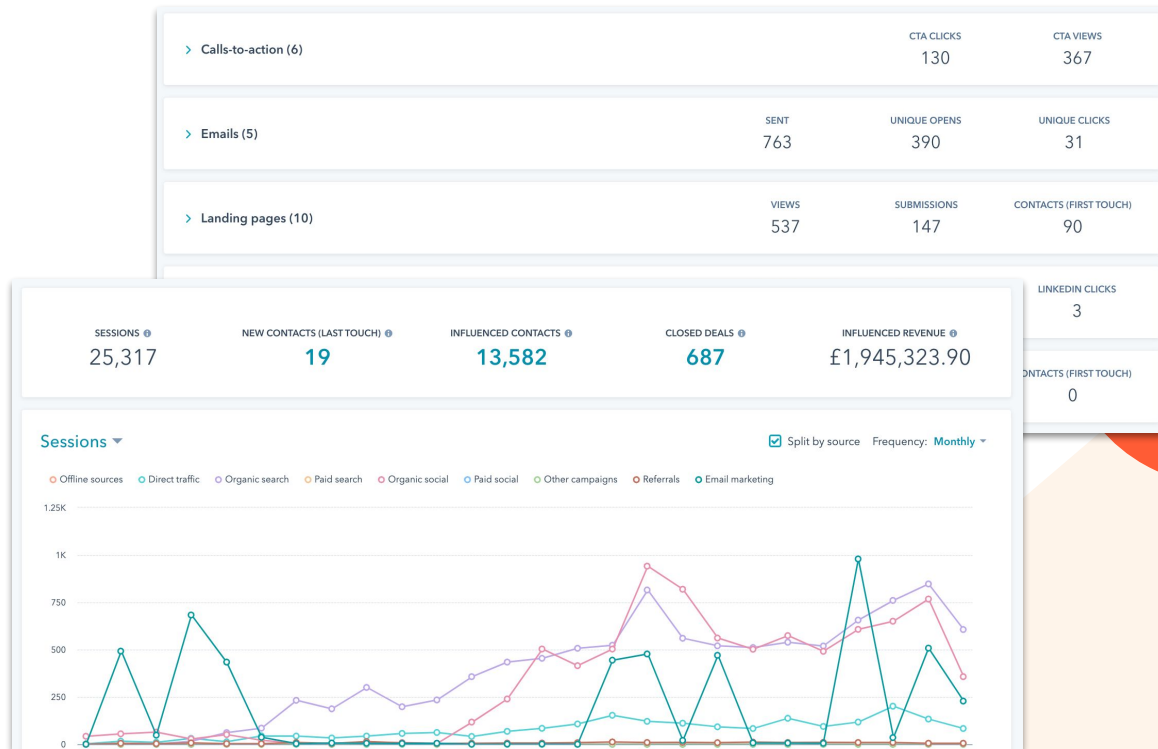 Calls-to-action (6)
CTA CLICKS
130
CTA VIEWS
367
Emails (5)
SENT
763
UNIQUE OPENS
390
UNIQUE CLICKS
31
Landing pages (10)
VIEWS
537
SUBMISSIONS
147
CONTACTS (FIRST TOUCH)
90
LINKEDIN CLICKS
3
ONTACTS (FIRST TOUCH)
0
SESSIONS
25,317
NEW CONTACTS (LAST TOUCH)
19
INFLUENCED CONTACTS
13,582
CLOSED DEALS
687
INFLUENCED REVENUE
£1,945,323.90
Sessions
Split by source Frequency: Monthly
Offline sources Direct traffic Organic search Paid search Organic social Paid social Other campaigns Referrals Email marketing
1.25K
1K
750
500
250
0